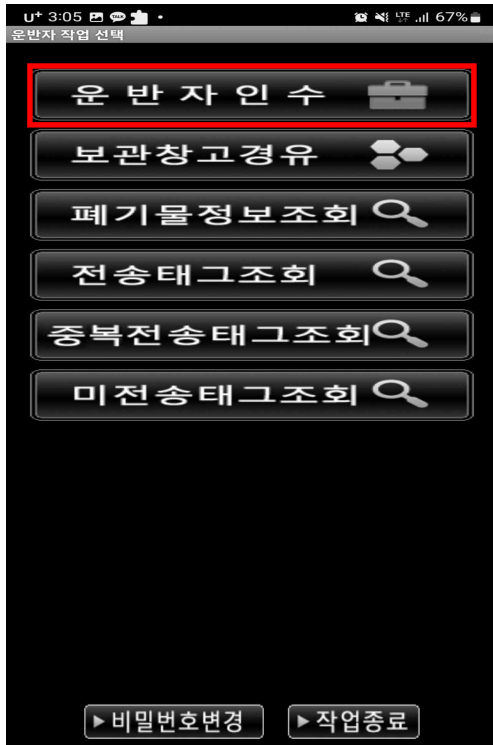 U+ 3:05 TALK LTE 67%
운반자 작업 선택
운 반 자 인 수
보관창고경유
폐기물정보조회
전송태그조회
중복전송태그조회
미전송태그조회
▶비밀번호변경 ▶작업종료